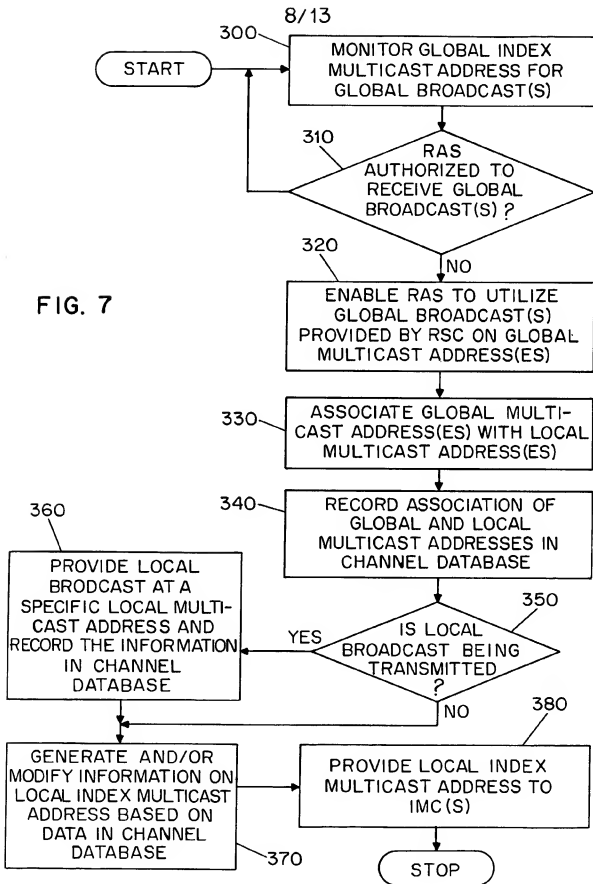 8/13
300
START
MONITOR GLOBAL INDEX
MULTICAST ADDRESS FOR
GLOBAL BROADCAST(S)
310
RAS
AUTHORIZED TO
RECEIVE GLOBAL
BROADCAST(S) ?
NO
320
FIG. 7
ENABLE RAS TO UTILIZE
GLOBAL BROADCAST(S)
PROVIDED BY RSC ON GLOBAL
MULTICAST ADDRESS(ES)
330
ASSOCIATE GLOBAL MULTI-
CAST ADDRESS(ES) WITH LOCAL
MULTICAST ADDRESS(ES)
340
RECORD ASSOCIATION OF
GLOBAL AND LOCAL
MULTICAST ADDRESSES IN
CHANNEL DATABASE
360
PROVIDE LOCAL
BRODCAST AT A
SPECIFIC LOCAL MULTI-
CAST ADDRESS AND
RECORD THE INFORMATION
IN CHANNEL
DATABASE
350
YES
IS LOCAL
BROADCAST BEING
TRANSMITTED
?
NO
380
GENERATE AND/OR
MODIFY INFORMATION ON
LOCAL INDEX MULTICAST
ADDRESS BASED ON
DATA IN CHANNEL
DATABASE
370
PROVIDE LOCAL INDEX
MULTICAST ADDRESS TO
IMC(S)
STOP